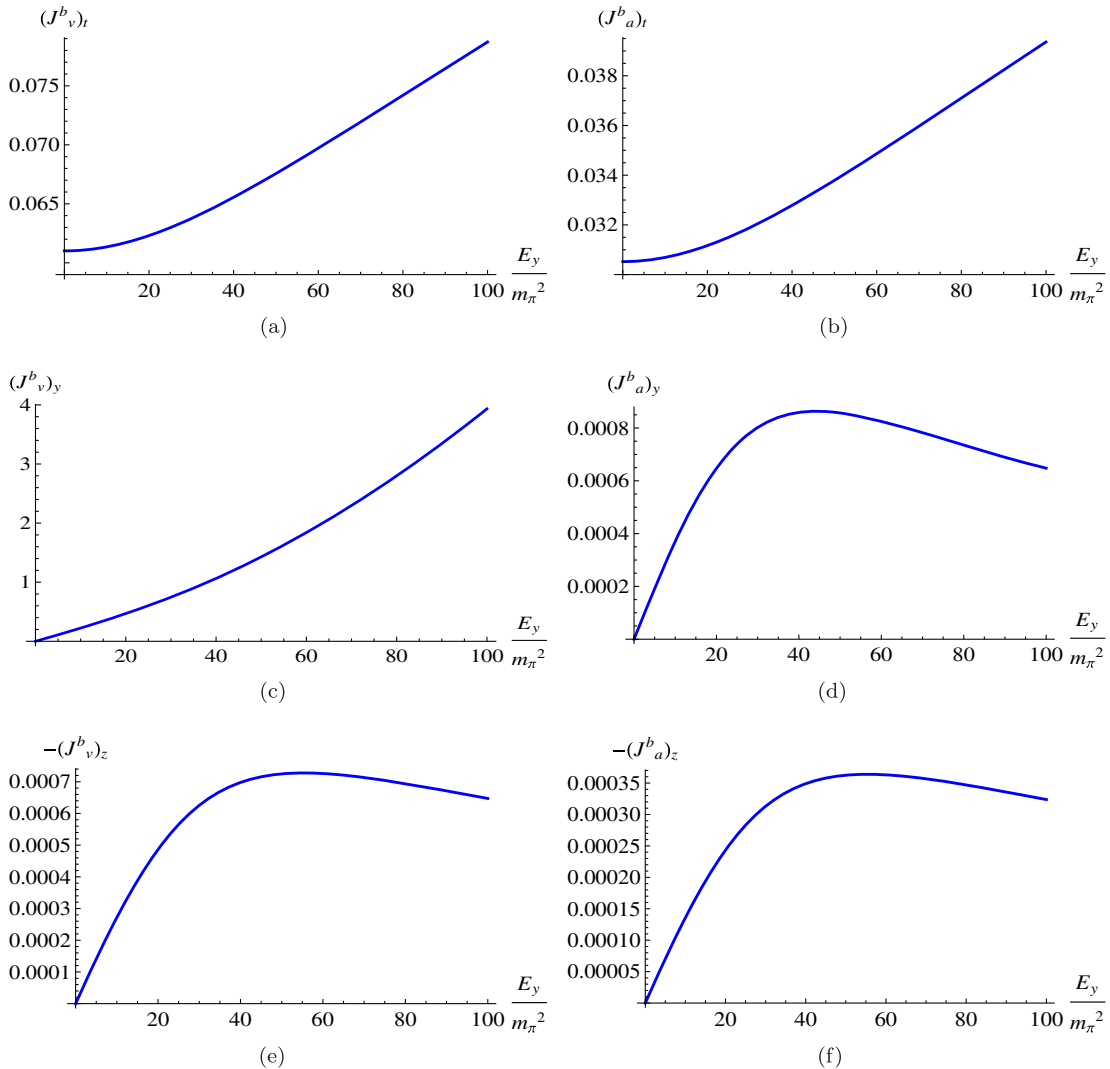 (J^b_v)_t
0.075
0.070
0.065
20 40 60 80 100
E_y
m_π^2
(a)
(J^b_a)_t
0.038
0.036
0.034
0.032
20 40 60 80 100
E_y
m_π^2
(b)
(J^b_v)_y
4
3
2
1
20 40 60 80 100
E_y
m_π^2
(c)
(J^b_a)_y
0.0008
0.0006
0.0004
0.0002
20 40 60 80 100
E_y
m_π^2
(d)
−(J^b_v)_z
0.0007
0.0006
0.0005
0.0004
0.0003
0.0002
0.0001
20 40 60 80 100
E_y
m_π^2
(e)
−(J^b_a)_z
0.00035
0.00030
0.00025
0.00020
0.00015
0.00010
0.00005
20 40 60 80 100
E_y
m_π^2
(f)